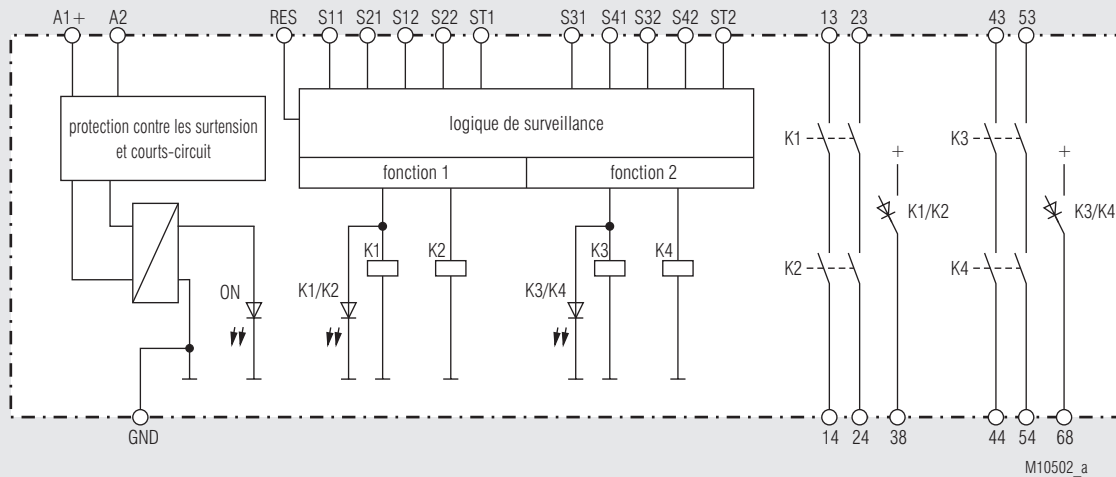 A1+ A2 RES S11 S21 S12 S22 ST1 S31 S41 S32 S42 ST2 13 23 43 53
protection contre les surtension
et courts-circuit
logique de surveillance
fonction 1 fonction 2
K1 K3
+ +
K1/K2 K3/K4
K1 K2 K3 K4 K2 K4
ON K1/K2 K3/K4
GND 14 24 38 44 54 68
M10502_a